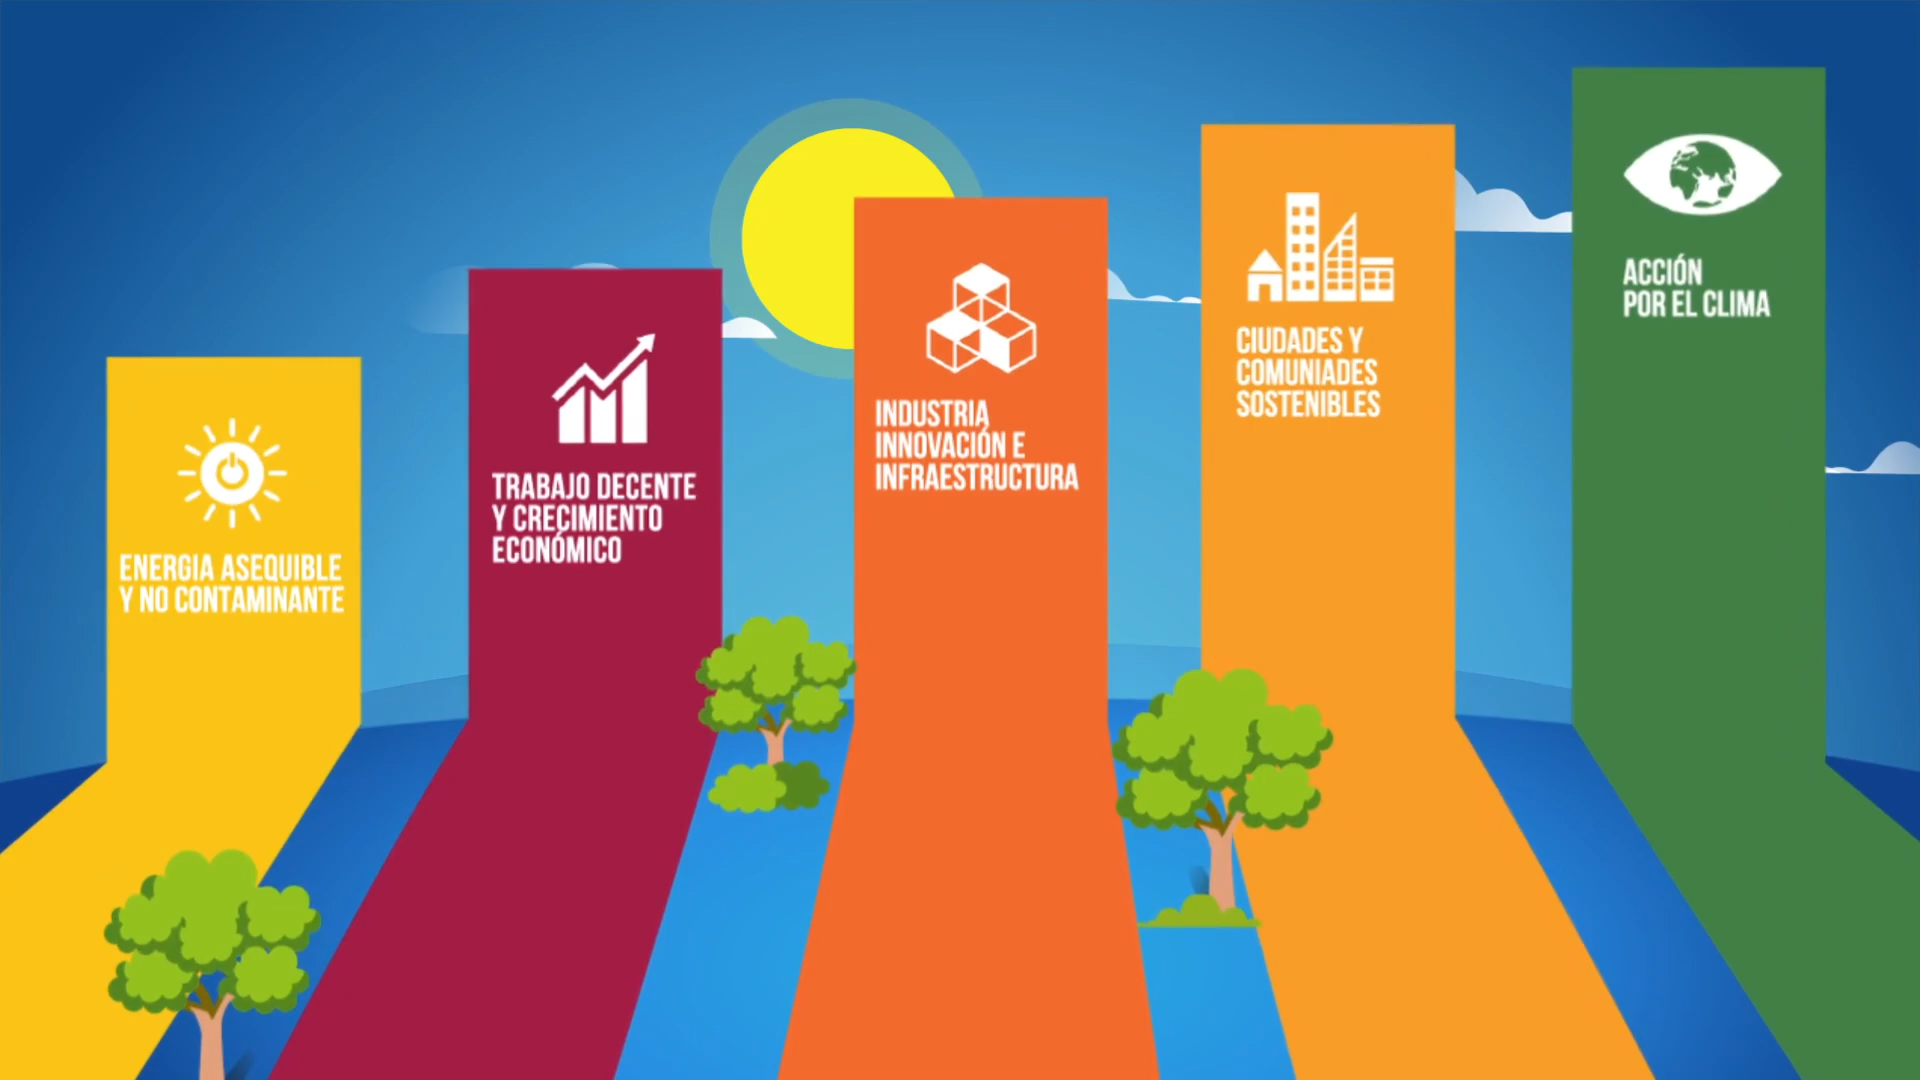 ENERGIA ASEQUIBLE
Y NO CONTAMINANTE
TRABAJO DECENTE
Y CRECIMIENTO
ECONÓMICO
INDUSTRIA
INNOVACIÓN E
INFRAESTRUCTURA
CIUDADES Y
COMUNIADES
SOSTENIBLES
ACCIÓN
POR EL CLIMA